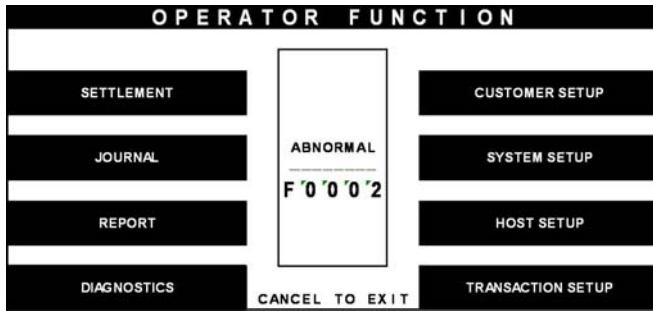 OPERATOR FUNCTION
SETTLEMENT
CUSTOMER SETUP
JOURNAL
ABNORMAL
SYSTEM SETUP
F0002
REPORT
HOST SETUP
DIAGNOSTICS
CANCEL TO EXIT
TRANSACTION SETUP